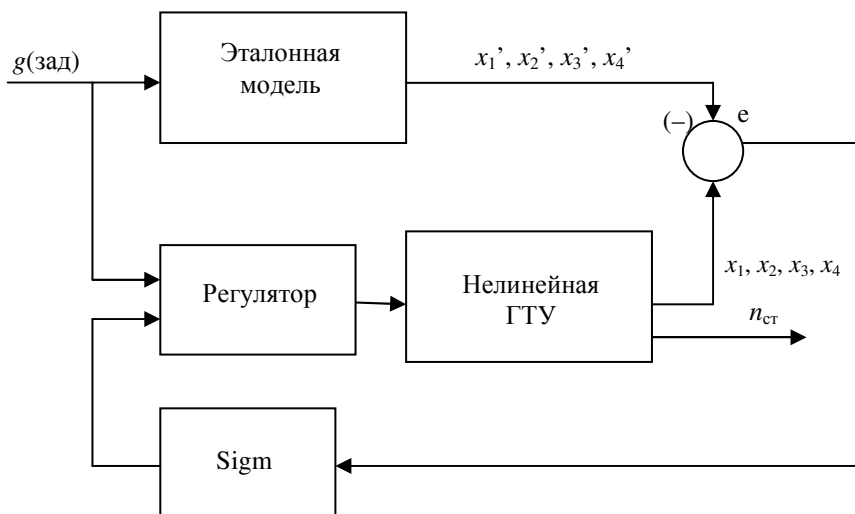 g(зад)
Эталонная
модель
x₁’, x₂’, x₃’, x₄’
(–)
e
Регулятор
Нелинейная
ГТУ
x₁, x₂, x₃, x₄
nст
Sigm